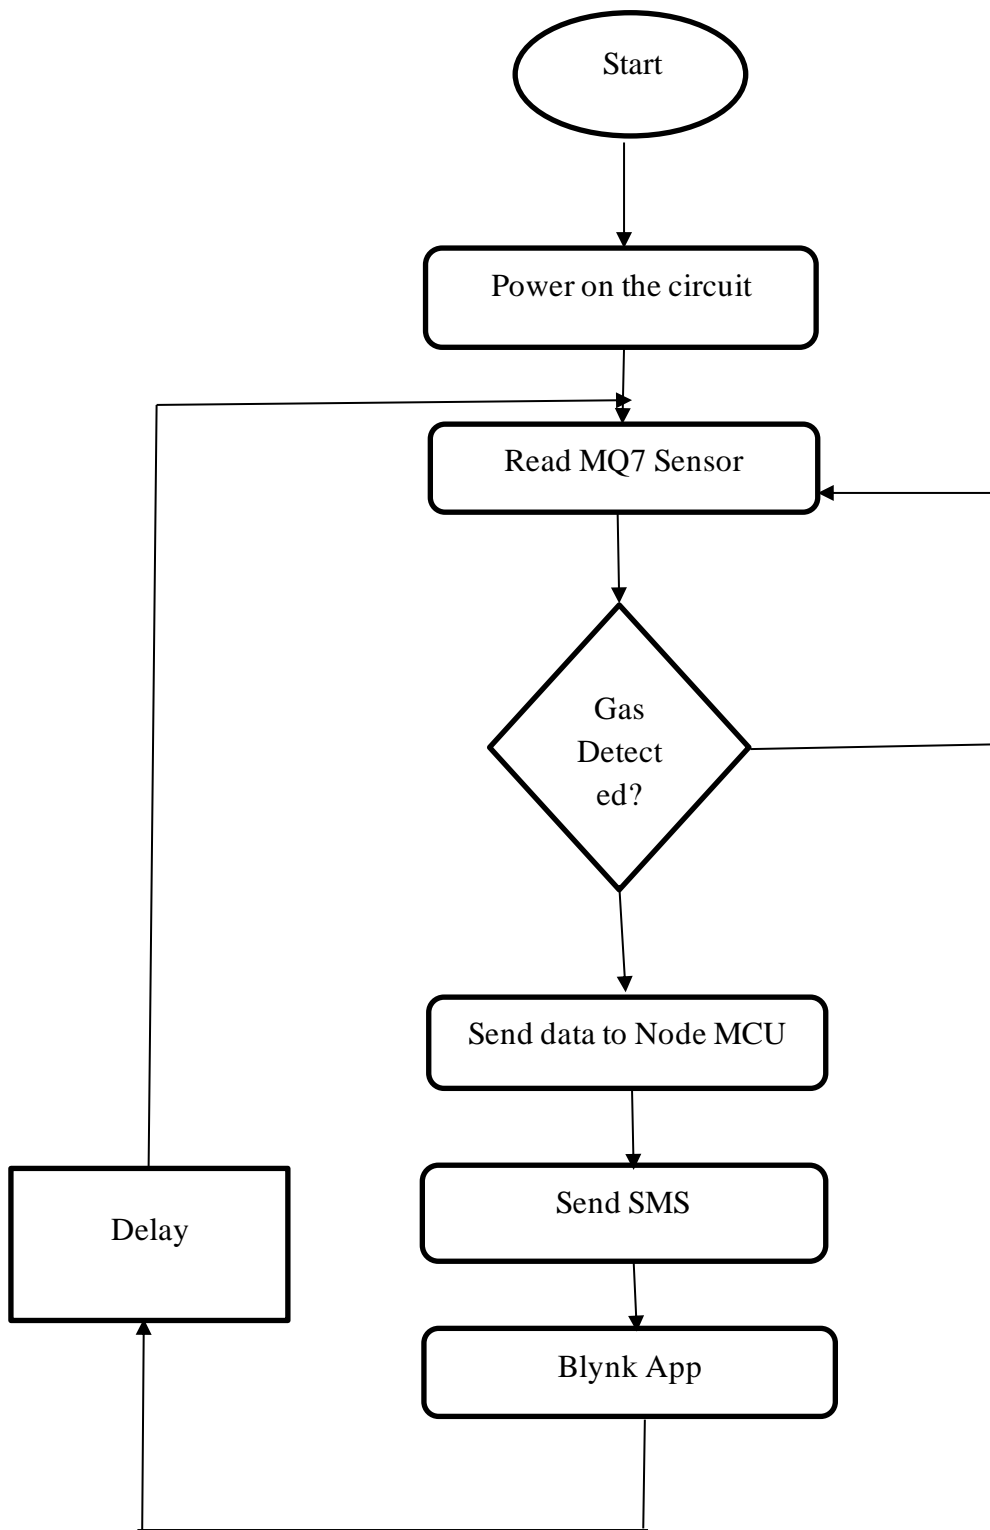 Start
Power on the circuit
Read MQ7 Sensor
Gas
Detect
ed?
Send data to Node MCU
Send SMS
Delay
Blynk App